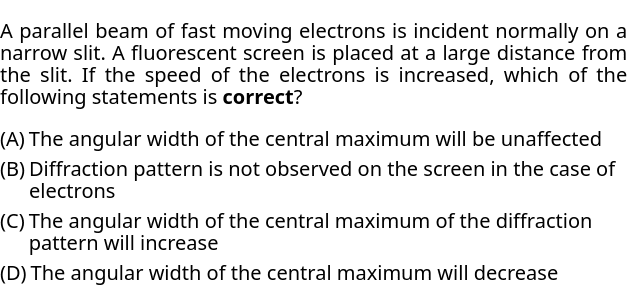 A parallel beam of fast moving electrons is incident normally on a
narrow slit. A fluorescent screen is placed at a large distance from
the slit. If the speed of the electrons is increased, which of the
following statements is correct?
(A) The angular width of the central maximum will be unaffected
(B) Diffraction pattern is not observed on the screen in the case of
electrons
(C) The angular width of the central maximum of the diffraction
pattern will increase
(D) The angular width of the central maximum will decrease